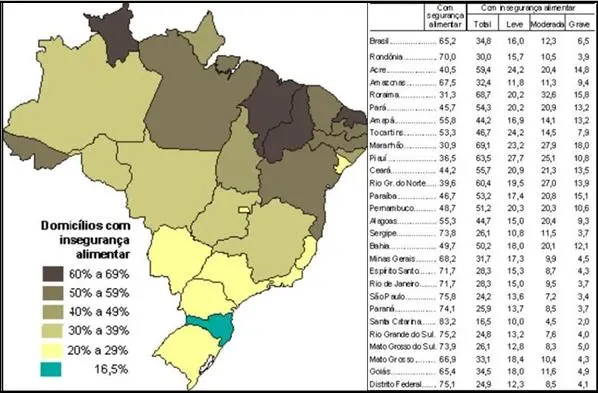 Domicílios com
insegurança
alimentar
60% a 69%
50% a 59%
40% a 49%
30% a 39%
20% a 29%
16,5%
Com segurança alimentar Com insegurança alimentar
Total Leve Moderada Grave
Brasil 65,2 34,8 16,0 12,3 6,5
Rondônia 70,0 30,0 15,7 10,5 3,9
Acre 40,5 59,4 24,2 20,4 14,8
Amazonas 67,5 32,4 11,8 11,3 9,4
Roraima 31,3 68,7 20,2 32,6 15,8
Pará 45,7 54,3 20,2 20,9 13,2
Amapá 55,8 44,2 16,9 14,1 13,2
Tocantins 53,3 46,7 24,2 14,5 7,9
Maranhão 30,9 69,1 23,2 27,9 18,0
Piauí 36,5 63,5 27,7 25,1 10,8
Ceará 44,2 55,7 20,9 21,3 13,5
Rio Gr. do Norte 39,6 60,4 19,5 27,0 13,9
Paraíba 46,7 53,2 17,4 20,8 15,1
Pernambuco 48,7 51,2 20,3 20,3 10,6
Alagoas 55,3 44,7 15,0 20,4 9,3
Sergipe 73,8 26,1 10,8 11,5 3,7
Bahia 49,7 50,2 18,0 20,1 12,1
Minas Gerais 68,2 31,7 17,3 9,9 4,5
Espírito Santo 71,7 28,3 15,3 8,7 4,3
Rio de Janeiro 71,7 28,3 15,0 9,5 3,7
São Paulo 75,8 24,2 13,6 7,2 3,4
Paraná 25,9 13,7 8,5 3,7
Santa Catarina 83,2 16,5 10,0 4,5 2,0
Rio Grande do Sul 75,2 24,8 13,2 7,6 4,0
Mato Grosso do Sul 73,9 26,1 12,8 8,3 5,0
Mato Grosso 66,9 33,1 18,4 10,4 4,3
Goiás 65,4 34,5 18,0 11,6 4,9
Distrito Federal 75,1 24,9 12,3 8,5 4,1